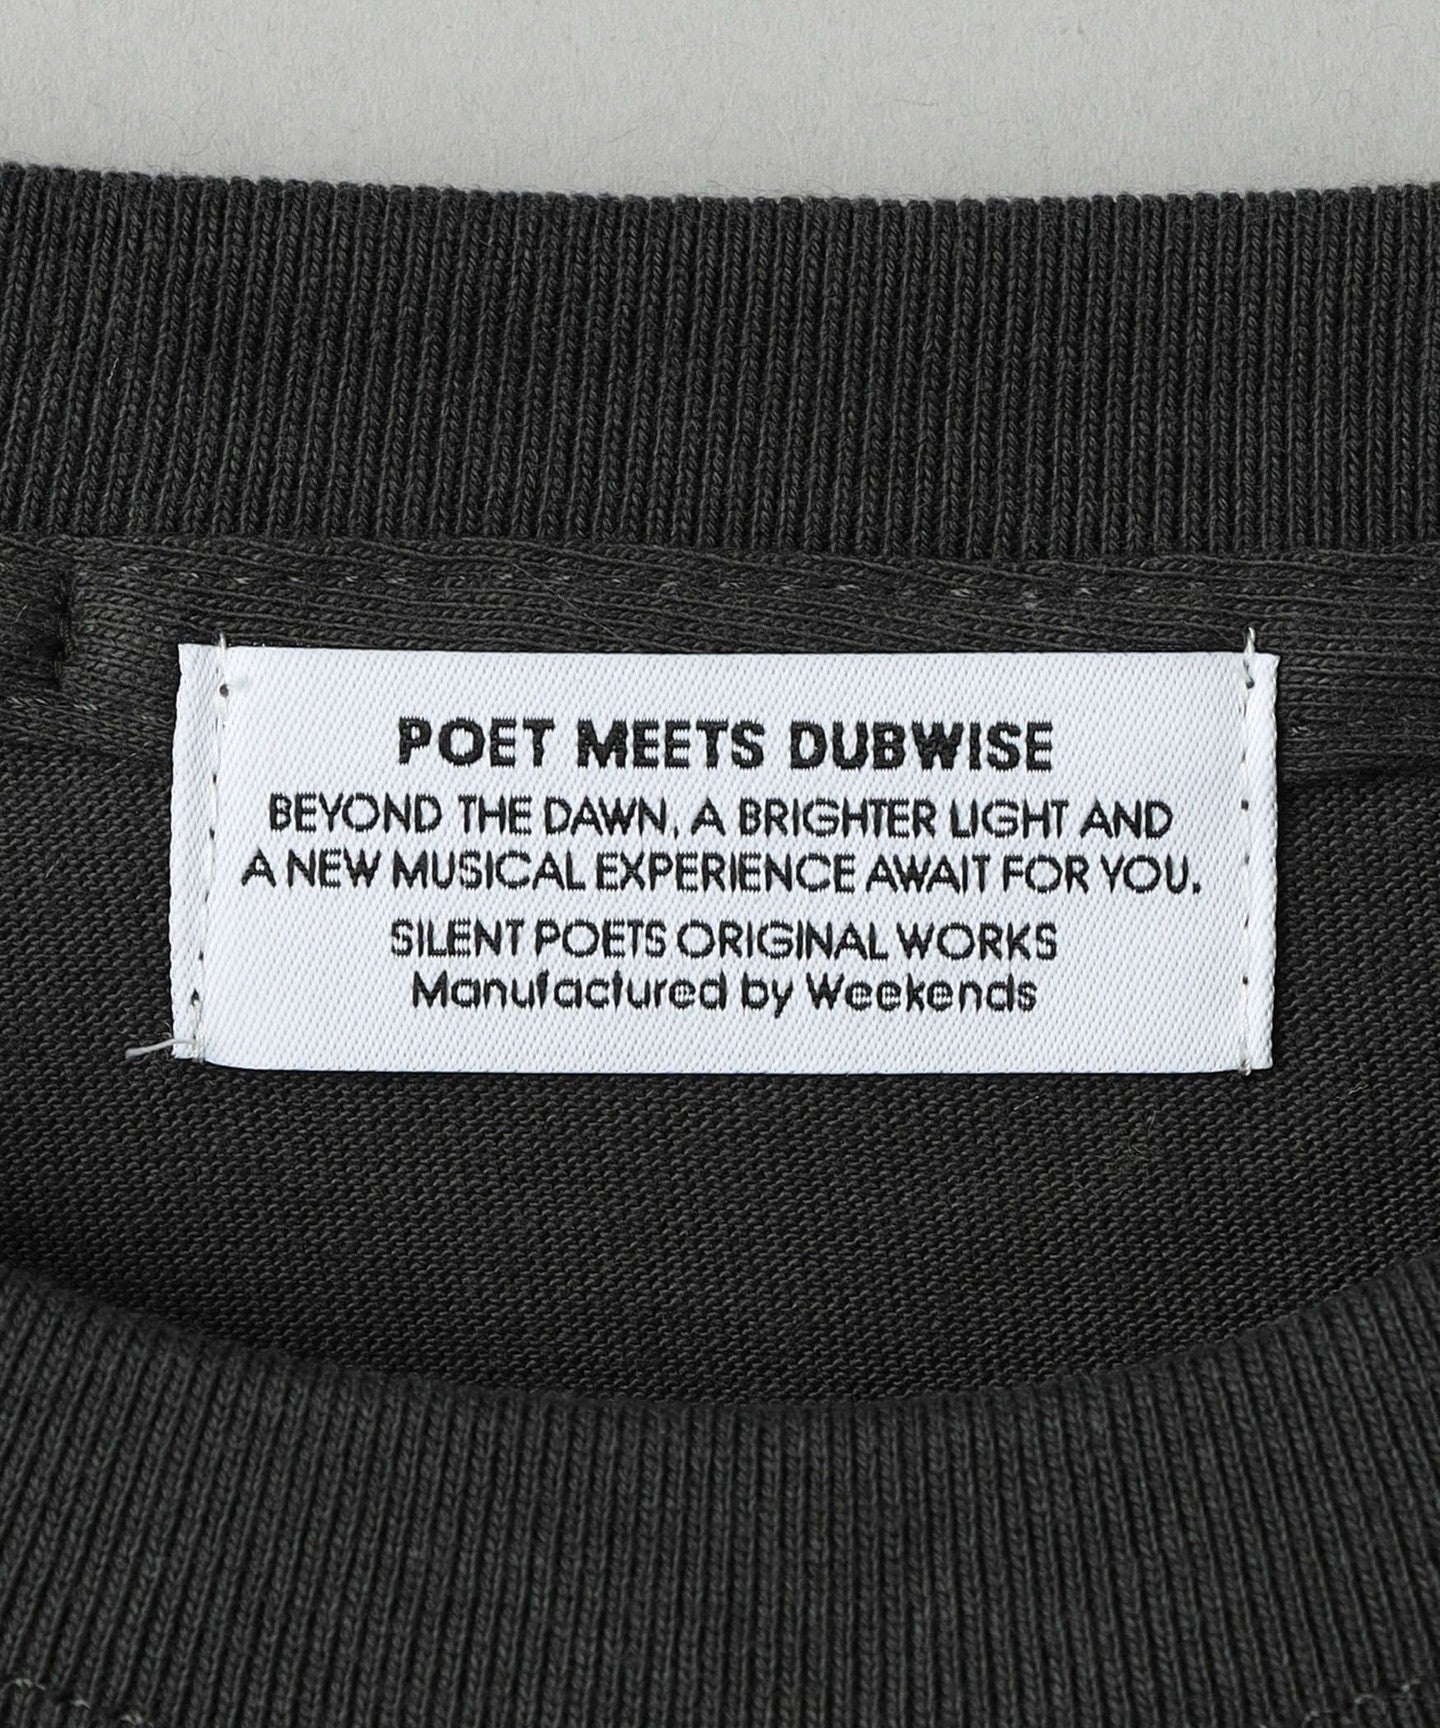 POET MEETS DUBWISE
BEYOND THE DAWN, A BRIGHTER LIGHT AND
A NEW MUSICAL EXPERIENCE AWAIT FOR YOU.
SILENT POETS ORIGINAL WORKS
Manufactured by Weekends